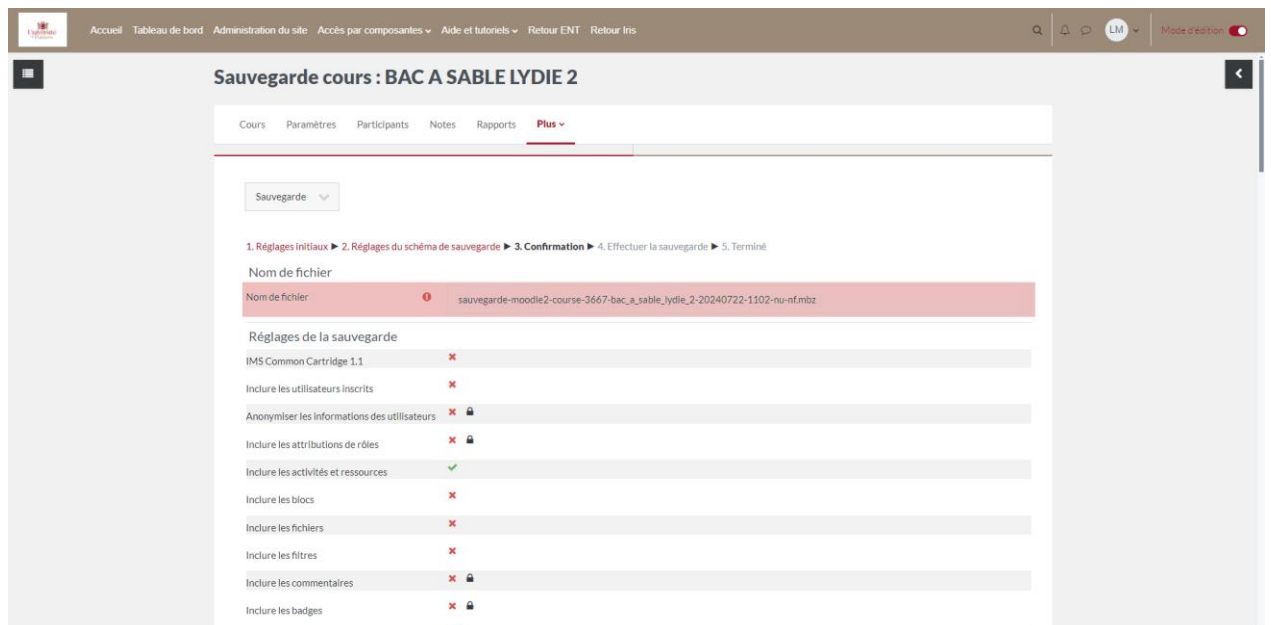 Accueil Tableau de bord Administration du site Accès par composantes Aide et tutoriels Retour ENT Retour Iris LM Mode d'édition
Sauvegarde cours : BAC A SABLE LYDIE 2
Cours Paramètres Participants Notes Rapports Plus
Sauvegarde
1. Réglages initiaux ► 2. Réglages du schéma de sauvegarde ► 3. Confirmation ► 4. Effectuer la sauvegarde ► 5. Terminé
Nom de fichier
Nom de fichier sauvegarde-moodle2-course-3667-bac_a_sable_lydie_2-20240722-1102-nu-nf.mbz
Réglages de la sauvegarde
IMS Common Cartridge 1.1
Inclure les utilisateurs inscrits
Anonymiser les informations des utilisateurs
Inclure les attributions de rôles
Inclure les activités et ressources
Inclure les blocs
Inclure les fichiers
Inclure les filtres
Inclure les commentaires
Inclure les badges